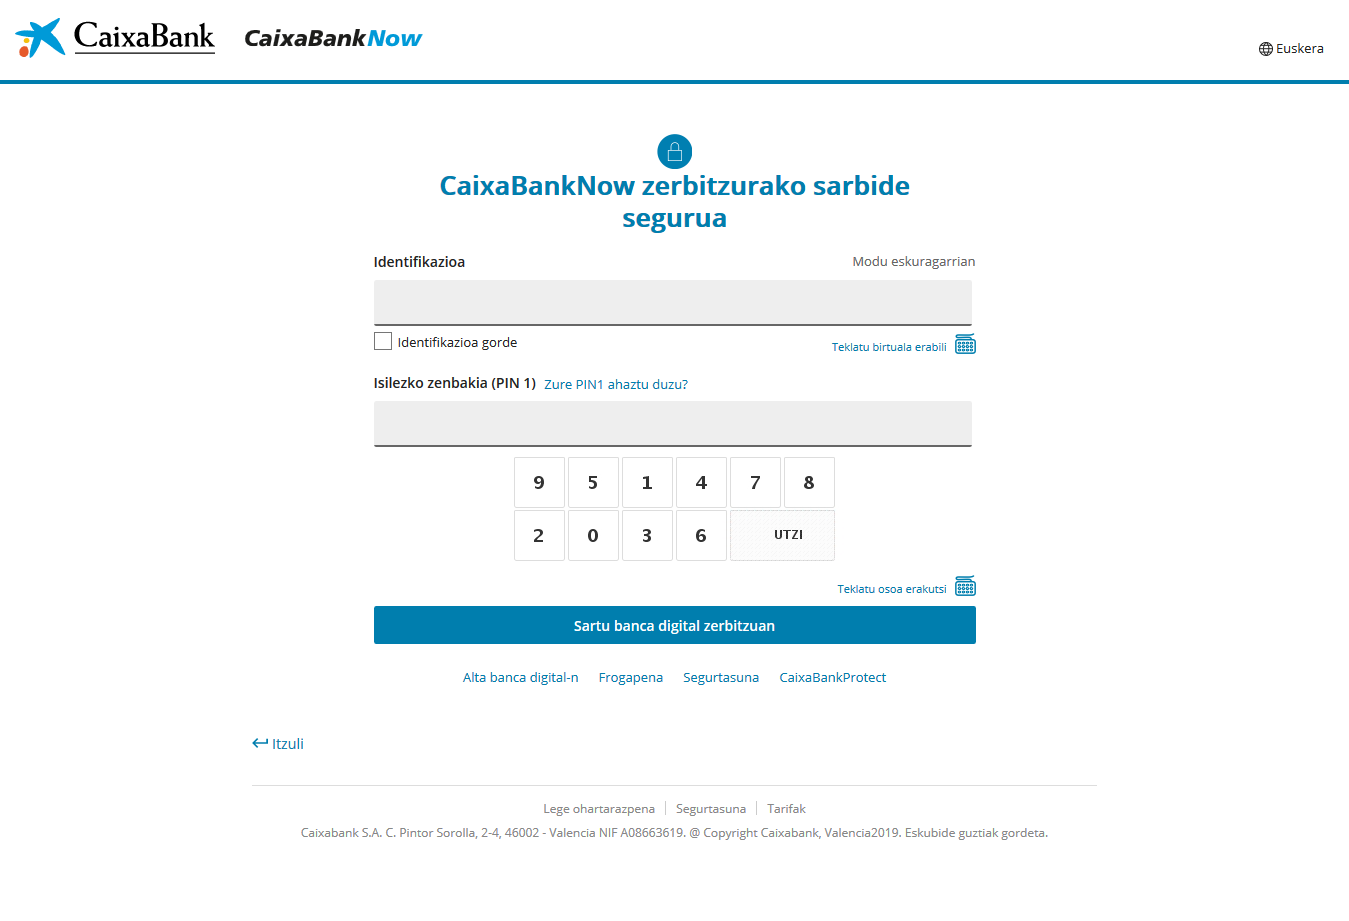 CaixaBank CaixaBankNow
Euskera
CaixaBankNow zerbitzurako sarbide
segurua
Identifikazioa Modu eskuragarrian
Identifikazioa gorde Teklatu birtuala erabili
Isilezko zenbakia (PIN 1) Zure PIN1 ahaztu duzu?
9 5 1 4 7 8
2 0 3 6 UTZI
Teklatu osoa erakutsi
Sartu banca digital zerbitzuan
Alta banca digital-n Frogapena Segurtasuna CaixaBankProtect
Itzuli
Lege ohartarazpena Segurtasuna Tarifak
Caixabank S.A. C. Pintor Sorolla, 2-4, 46002 - Valencia NIF A08663619. @ Copyright Caixabank, Valencia2019. Eskubide guztiak gordeta.